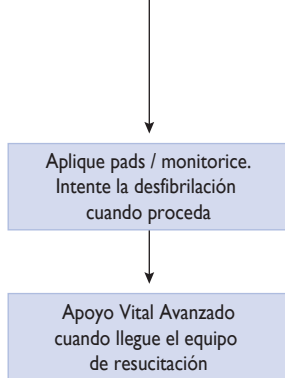 Aplique pads / monitorice.
Intente la desfibrilación
cuando proceda
Apoyo Vital Avanzado
cuando llegue el equipo
de resucitación